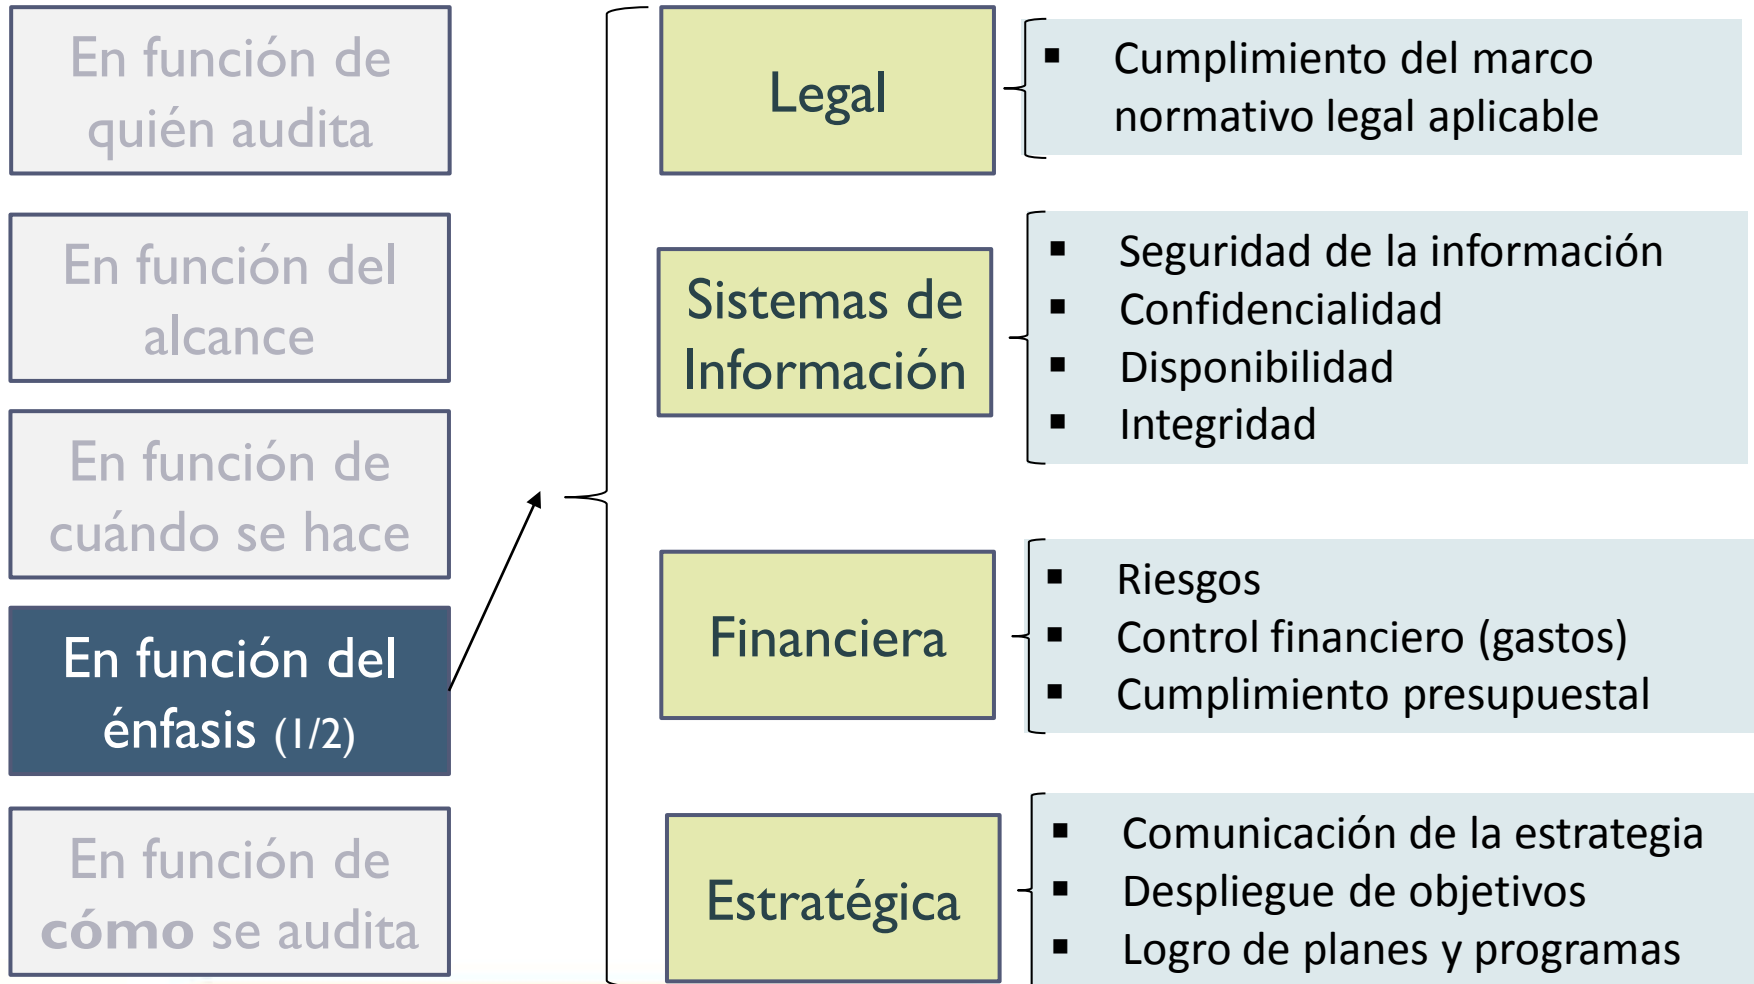 En función de
quién audita
En función del
alcance
En función de
cuándo se hace
En función del
énfasis (1/2)
En función de
cómo se audita
Legal
▪ Cumplimiento del marco
normativo legal aplicable
Sistemas de
Información
▪ Seguridad de la información
▪ Confidencialidad
▪ Disponibilidad
▪ Integridad
Financiera
▪ Riesgos
▪ Control financiero (gastos)
▪ Cumplimiento presupuestal
Estratégica
▪ Comunicación de la estrategia
▪ Despliegue de objetivos
▪ Logro de planes y programas